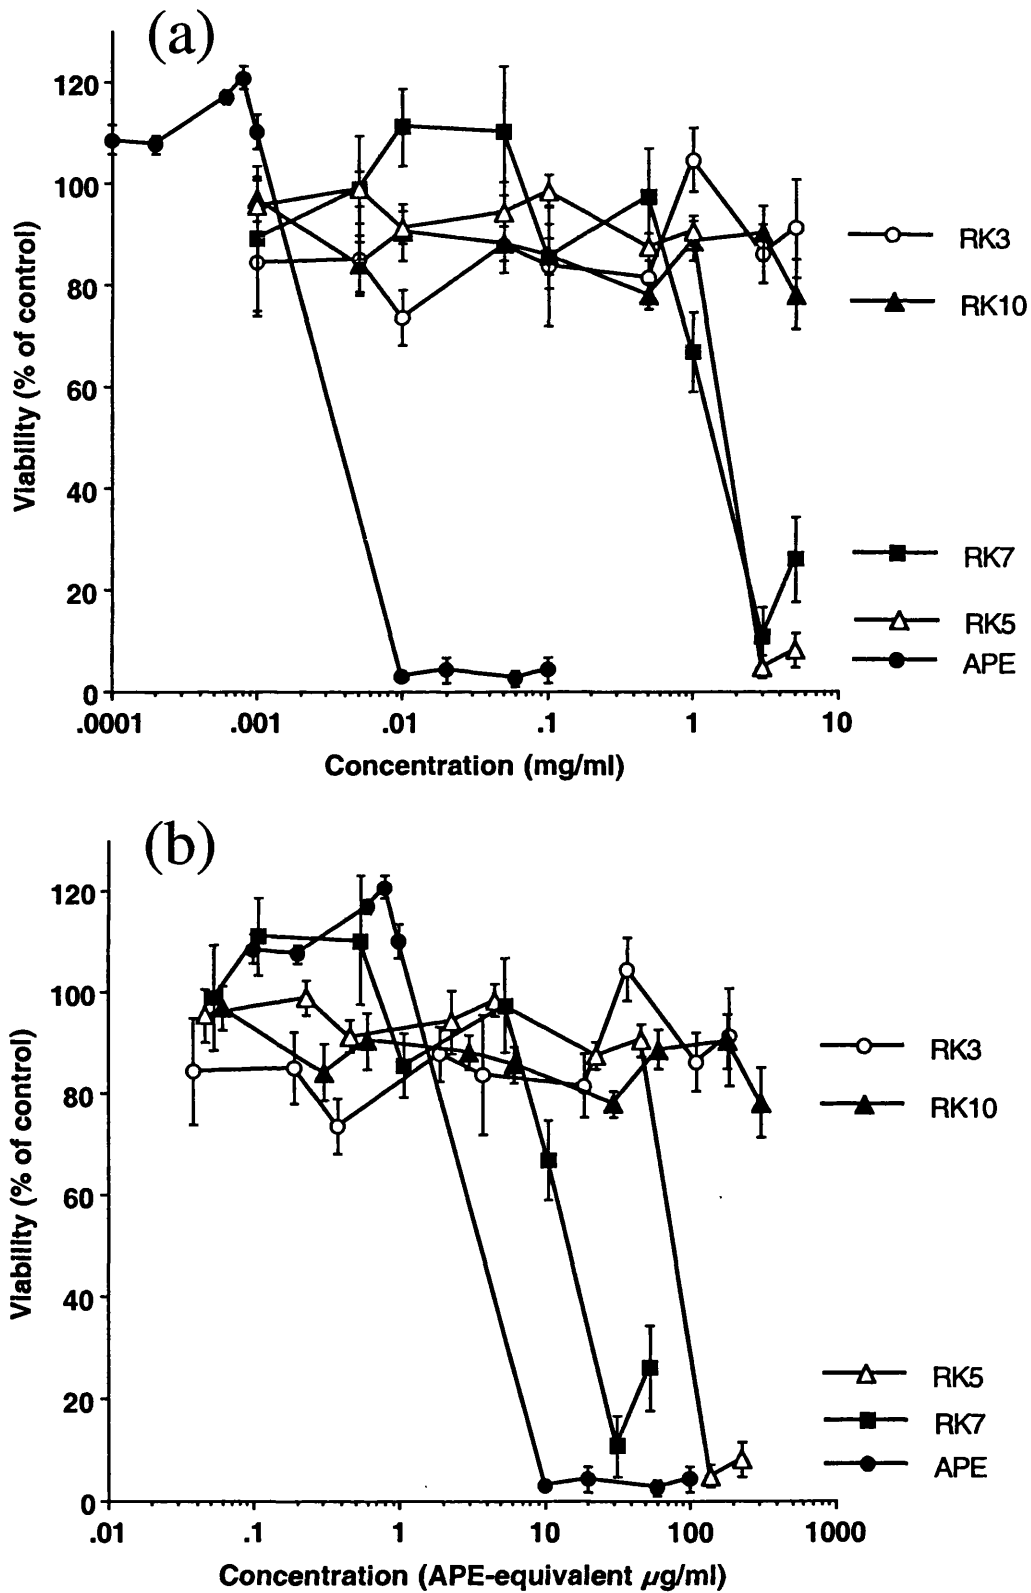 (a)
120
100
80
60
40
20
0
Viability (% of control)
.0001
.001
.01
.1
1
10
Concentration (mg/ml)
RK3
RK10
RK7
RK5
APE
(b)
120
100
80
60
40
20
0
Viability (% of control)
.01
.1
1
10
100
1000
Concentration (APE-equivalent µg/ml)
RK3
RK10
RK5
RK7
APE